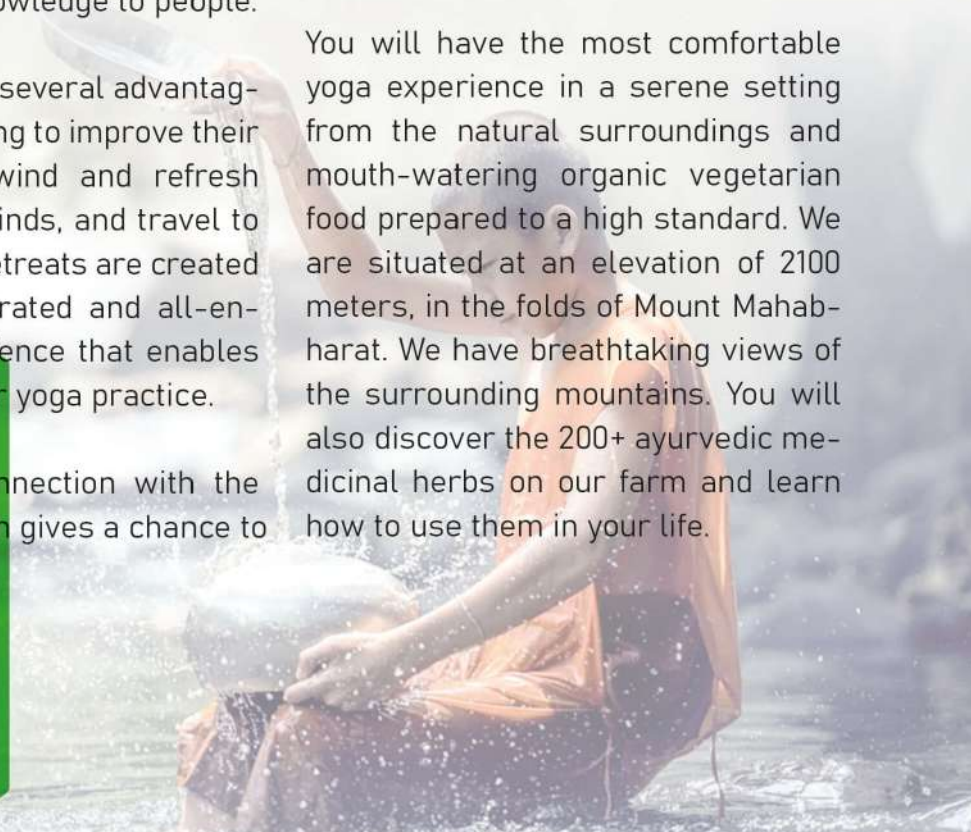 owledge to people.
several advantag-
ng to improve their
wind and refresh
inds, and travel to
etreats are created
rated and all-en-
ence that enables
r yoga practice.
nnection with the
n gives a chance to
You will have the most comfortable
yoga experience in a serene setting
from the natural surroundings and
mouth-watering organic vegetarian
food prepared to a high standard. We
are situated at an elevation of 2100
meters, in the folds of Mount Mahab-
harat. We have breathtaking views of
the surrounding mountains. You will
also discover the 200+ ayurvedic me-
dicinal herbs on our farm and learn
how to use them in your life.